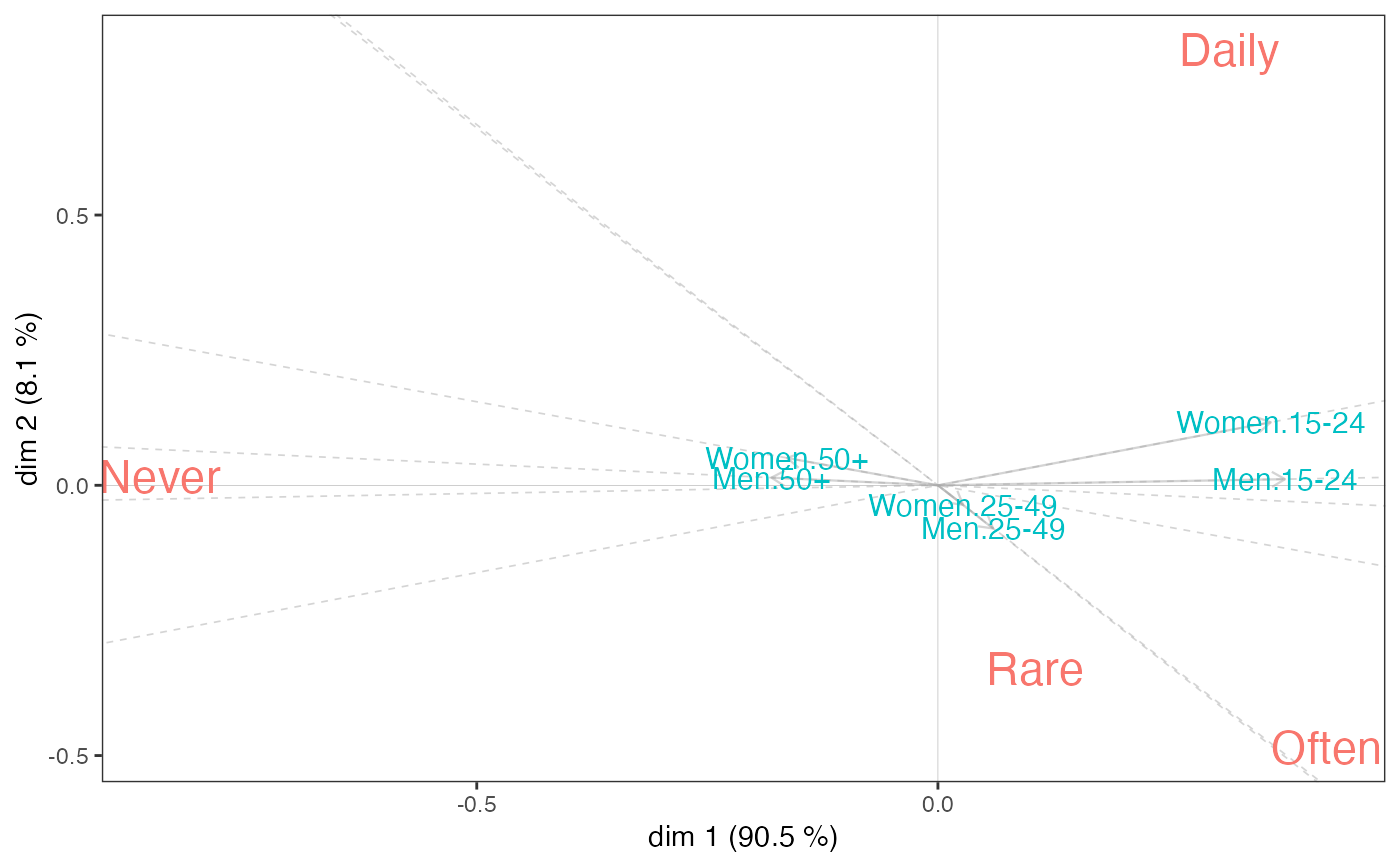 Daily
0.5
Women.15-24
Women.50+
Never
Men.50+
Men.15-24
0.0
Women.25-49
Men.25-49
Rare
Often
-0.5
-0.5
0.0
dim 1 (90.5 %)
dim 2 (8.1 %)